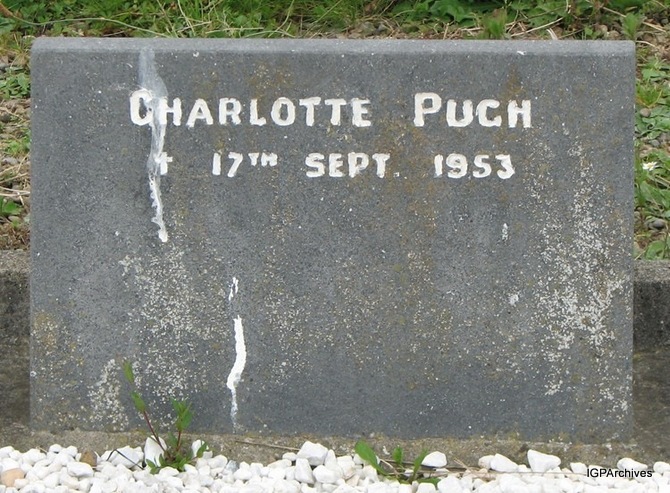 CHARLOTTE PUGH
+ 17TH SEPT. 1953
IGPArchives